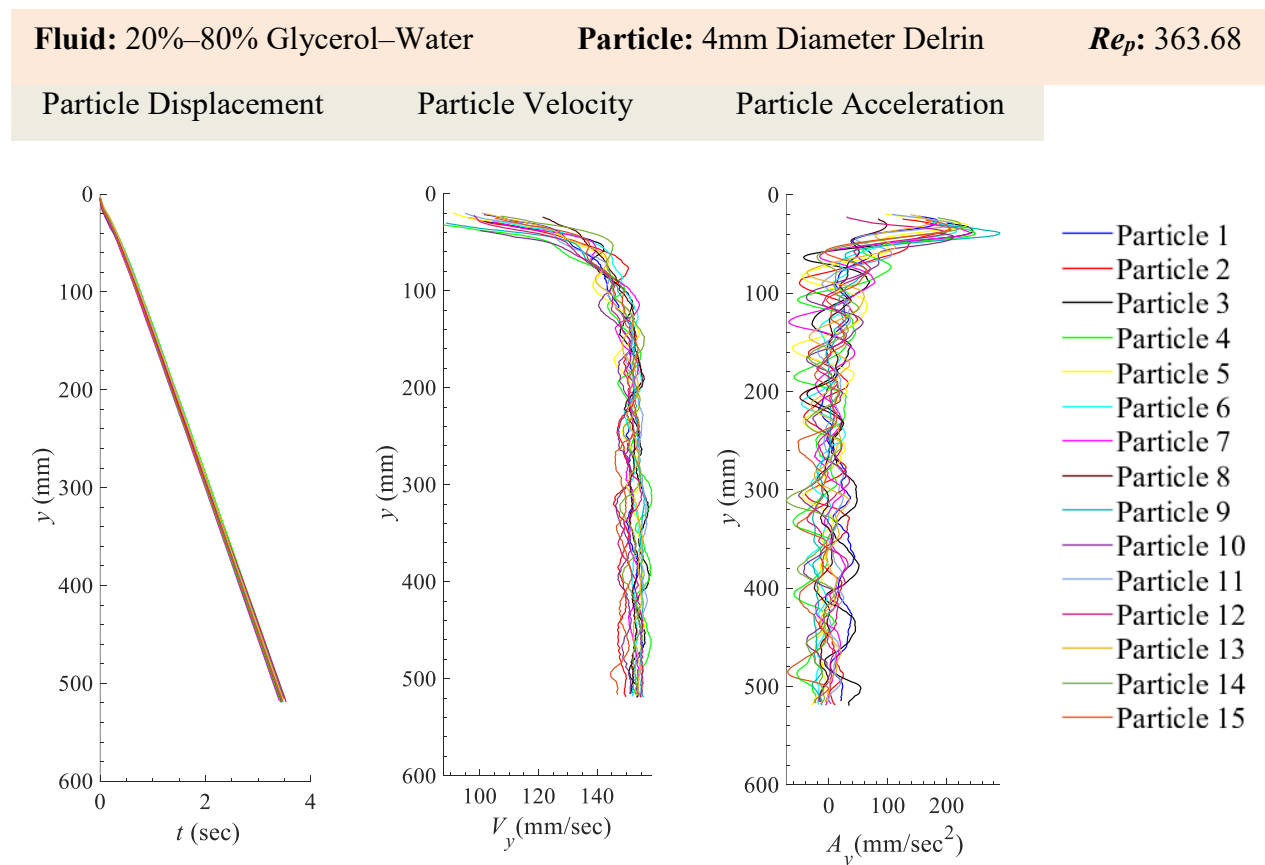 Fluid: 20%–80% Glycerol–Water Particle: 4mm Diameter Delrin Rep: 363.68
Particle Displacement Particle Velocity Particle Acceleration
0
100
200
300
400
500
600
y (mm)
0 2 4
t (sec)
0
100
200
300
400
500
600
y (mm)
100 120 140
Vy(mm/sec)
0
100
200
300
400
500
600
y (mm)
0 100 200
Ay(mm/sec2)
Particle 1
Particle 2
Particle 3
Particle 4
Particle 5
Particle 6
Particle 7
Particle 8
Particle 9
Particle 10
Particle 11
Particle 12
Particle 13
Particle 14
Particle 15